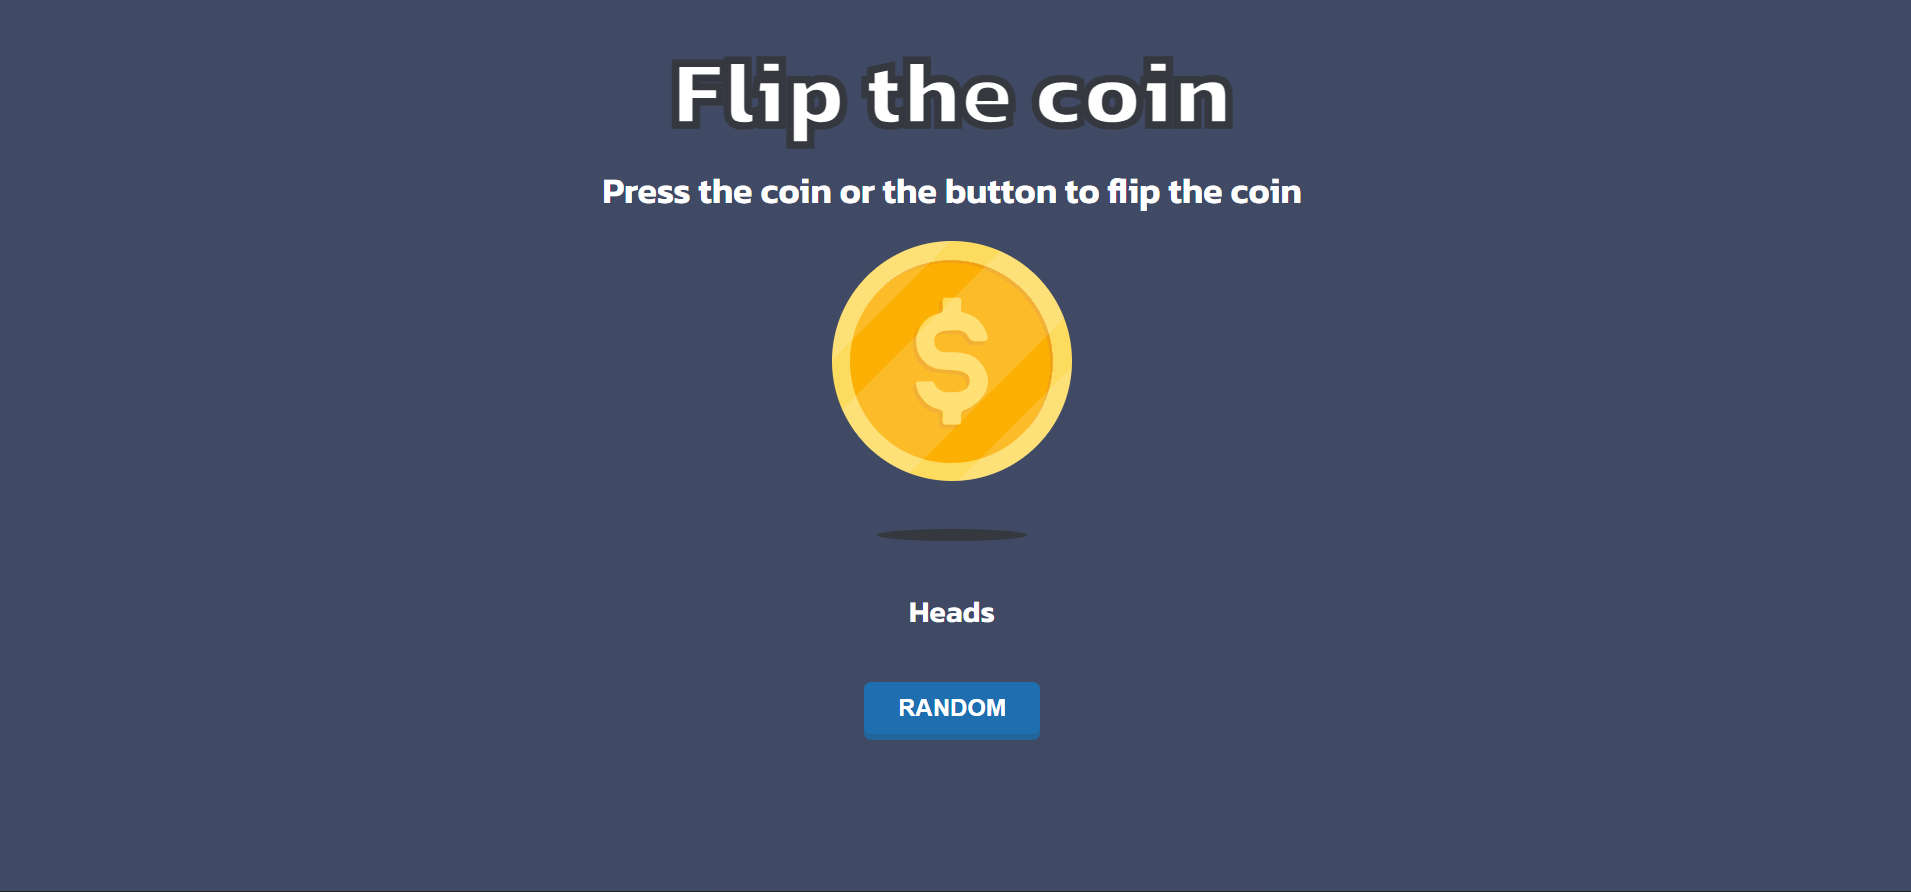 Flip the coin
Press the coin or the button to flip the coin
$
Heads
RANDOM